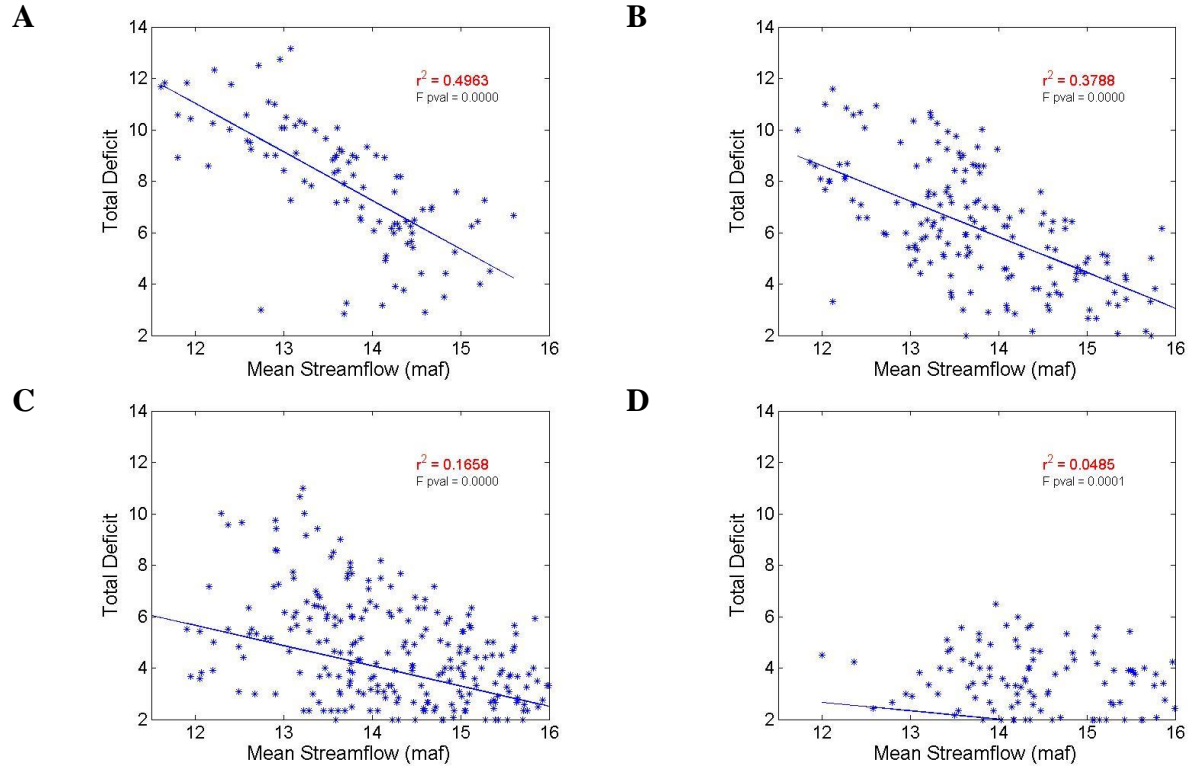 A
14
12
10
8
6
4
2
Total Deficit
r² = 0.4963
F pval = 0.0000
12 13 14 15 16
Mean Streamflow (maf)
B
14
12
10
8
6
4
2
Total Deficit
r² = 0.3788
F pval = 0.0000
12 13 14 15 16
Mean Streamflow (maf)
C
14
12
10
8
6
4
2
Total Deficit
r² = 0.1658
F pval = 0.0000
12 13 14 15 16
Mean Streamflow (maf)
D
14
12
10
8
6
4
2
Total Deficit
r² = 0.0485
F pval = 0.0001
12 13 14 15 16
Mean Streamflow (maf)